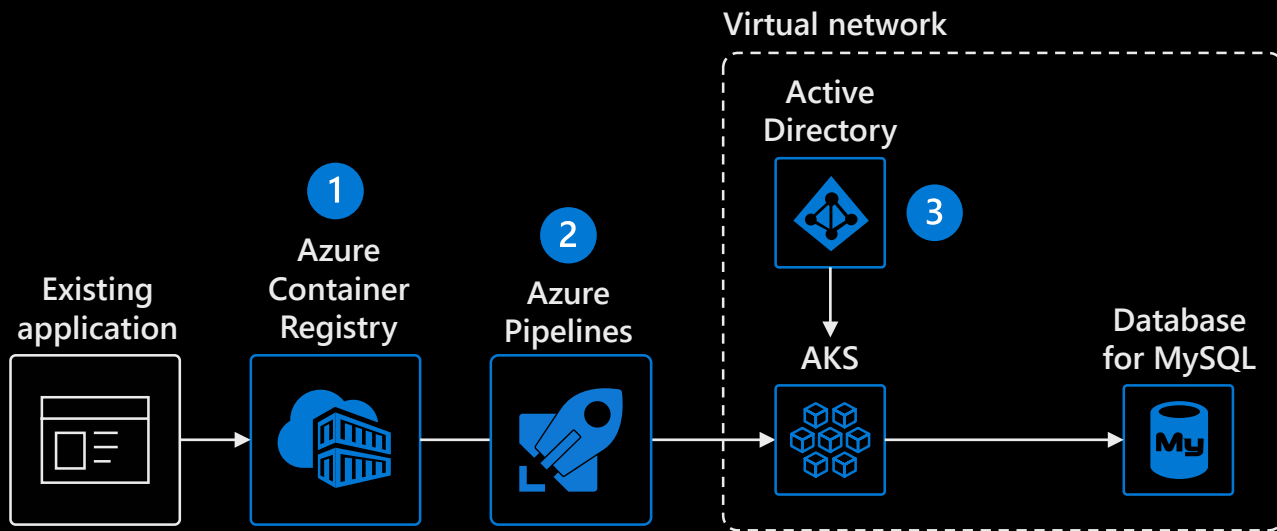 Virtual network
Active
Directory
3
1
Azure
Container
Registry
2
Azure
Pipelines
Existing
application
AKS
Database
for MySQL
My